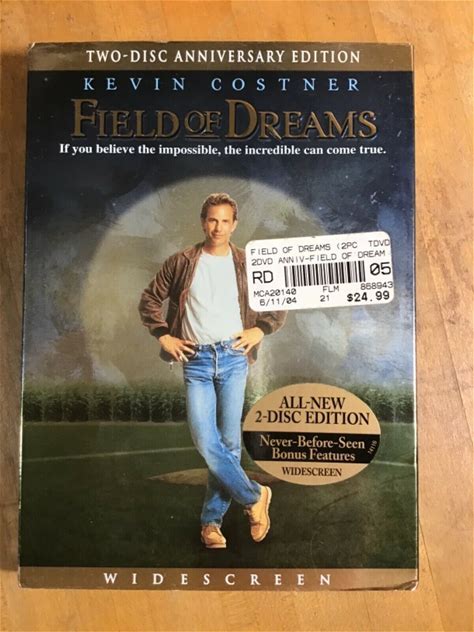 TWO-DISC ANNIVERSARY EDITION
KEVIN COSTNER
FIELD OF DREAMS
If you believe the impossible, the incredible can come true.
FIELD OF DREAMS (2PC TDVD
2DVD ANNIV-FIELD OF DREAM
RD 05
MCA20140 FLM 868943
6/11/04 21 $24.99
ALL-NEW
2-DISC EDITION
Never-Before-Seen
Bonus Features
WIDESCREEN
WIDESCREEN